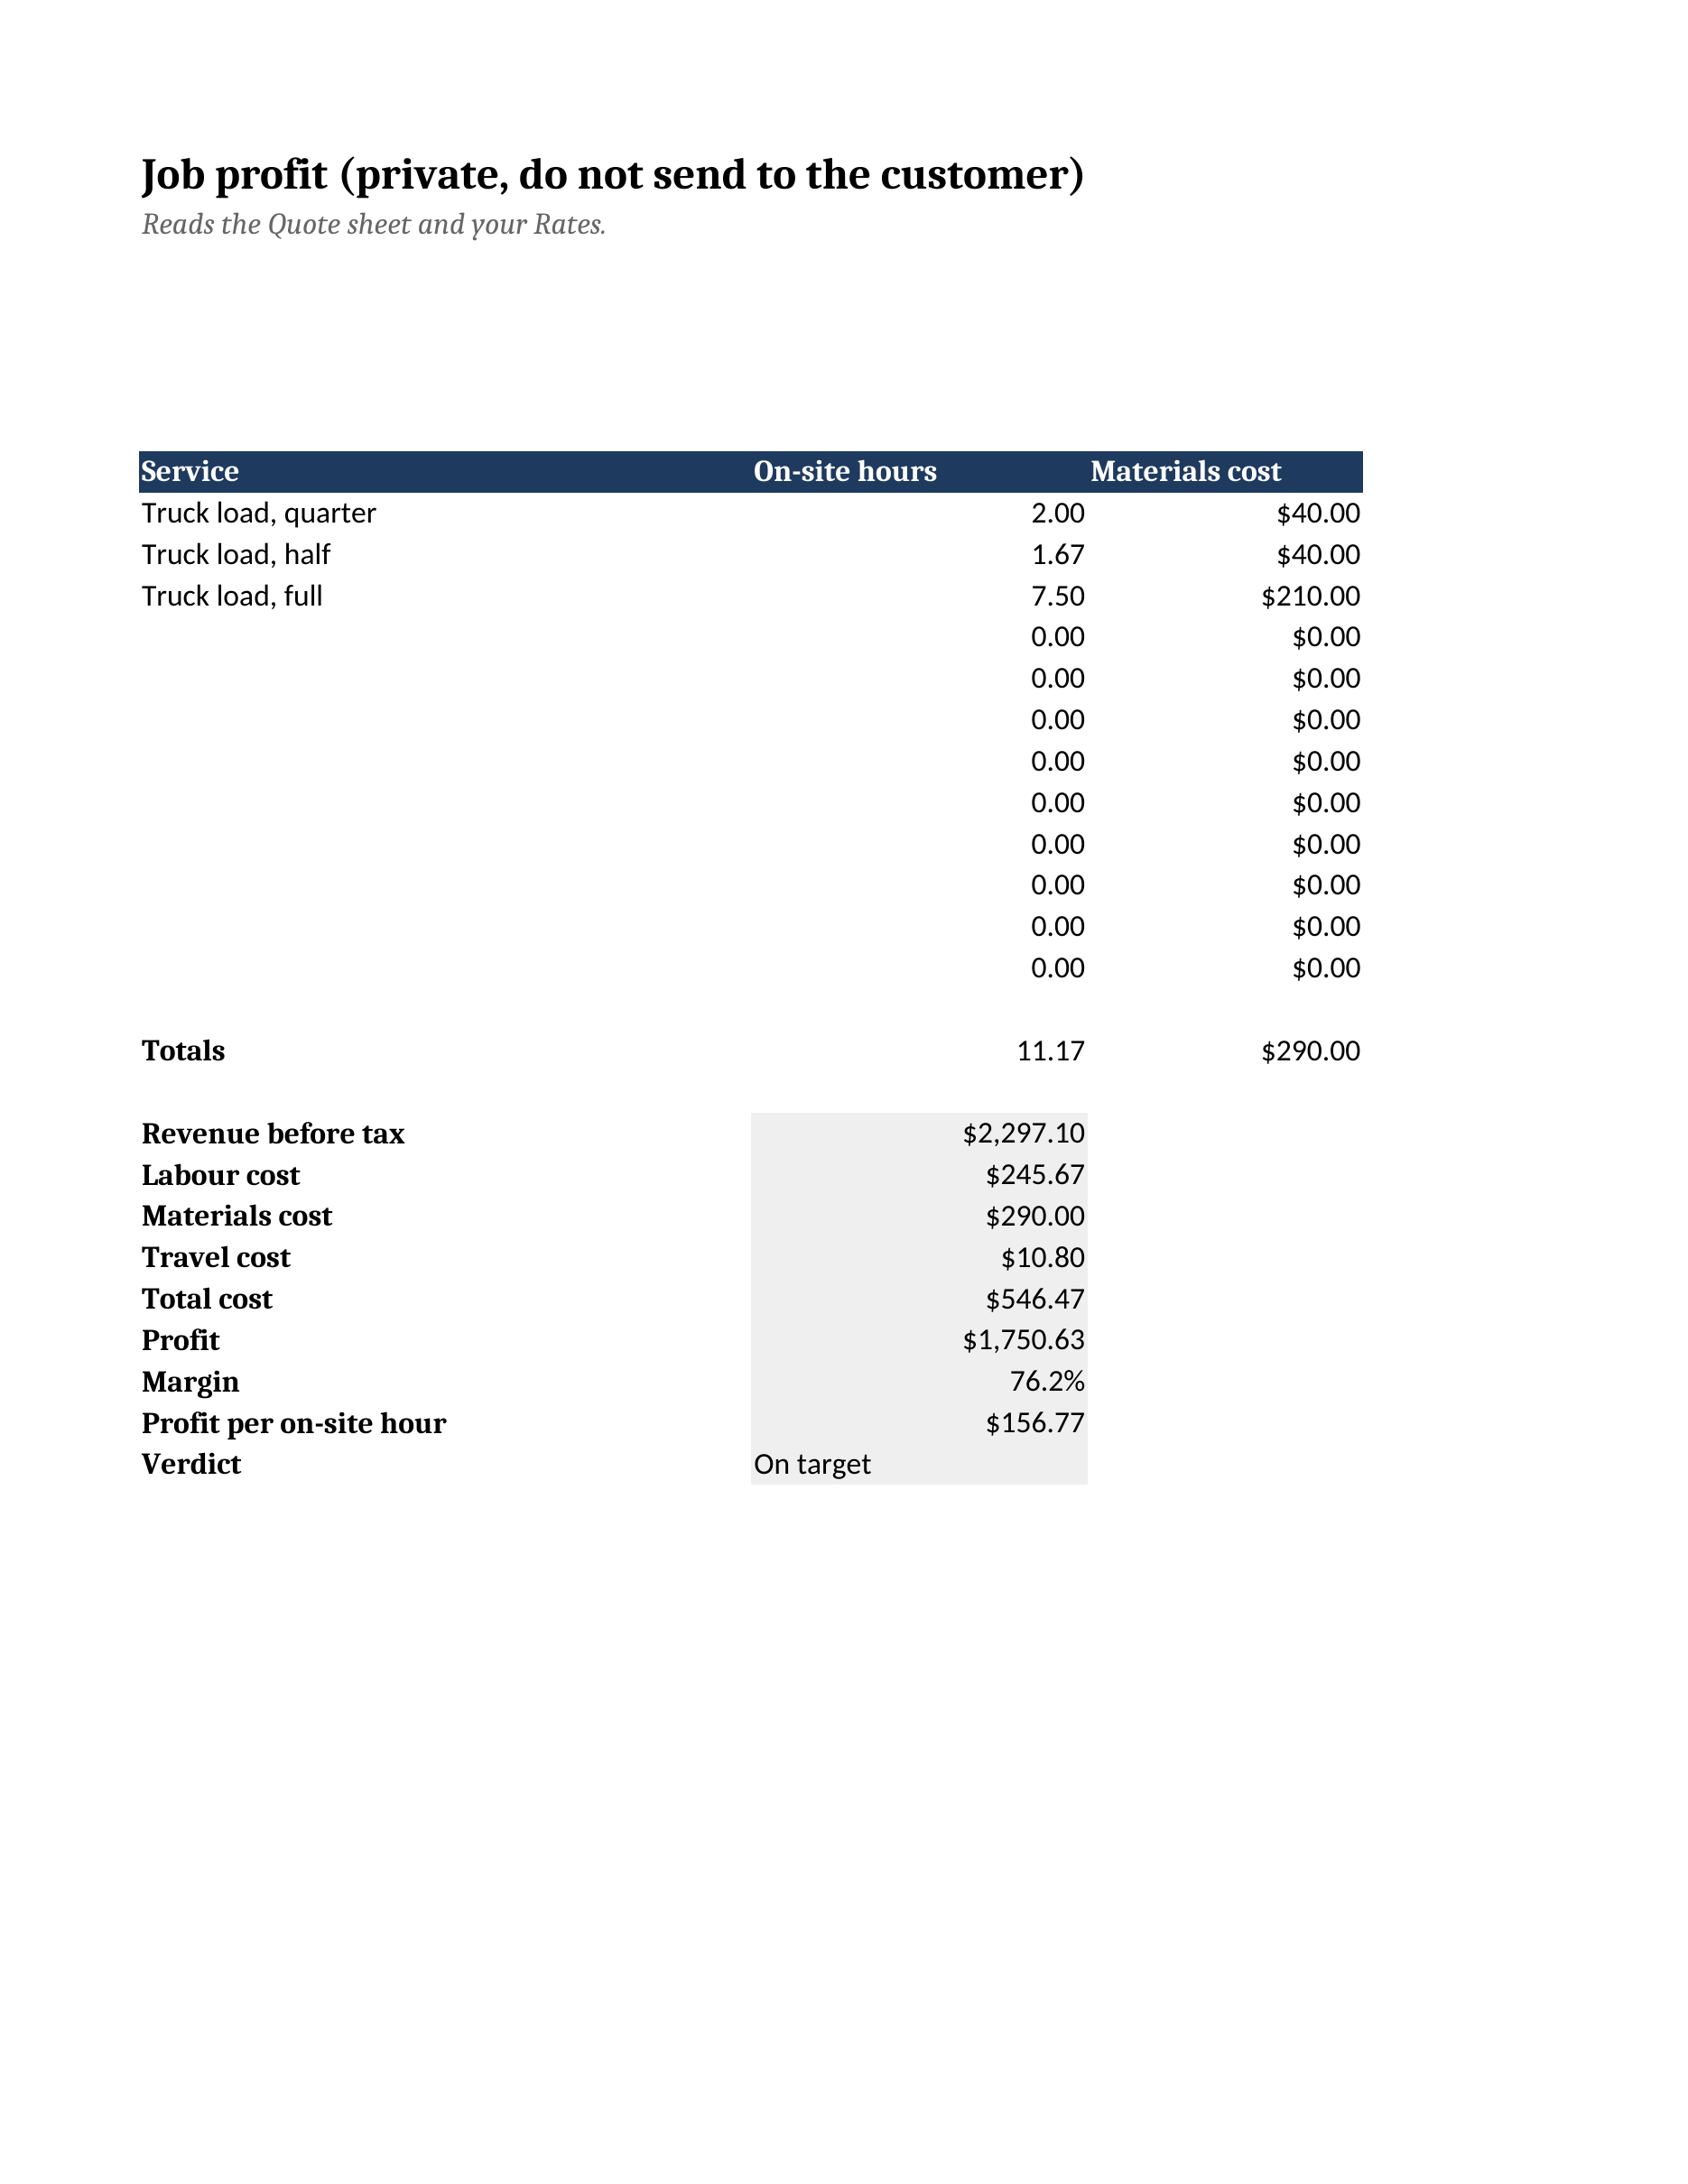 Job profit (private, do not send to the customer)
Reads the Quote sheet and your Rates.
Service On-site hours Materials cost
Truck load, quarter 2.00 $40.00
Truck load, half 1.67 $40.00
Truck load, full 7.50 $210.00
0.00 $0.00
0.00 $0.00
0.00 $0.00
0.00 $0.00
0.00 $0.00
0.00 $0.00
0.00 $0.00
0.00 $0.00
0.00 $0.00
Totals 11.17 $290.00
Revenue before tax $2,297.10
Labour cost $245.67
Materials cost $290.00
Travel cost $10.80
Total cost $546.47
Profit $1,750.63
Margin 76.2%
Profit per on-site hour $156.77
Verdict On target